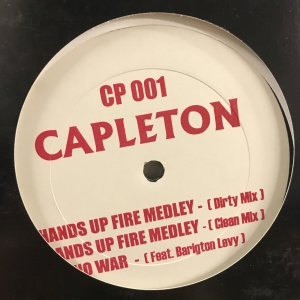 CP 001
CAPLETON
HANDS UP FIRE MEDLEY - ( Dirty Mix )
HANDS UP FIRE MEDLEY - ( Clean Mix )
NO WAR - ( Feat. Barigton Levy )